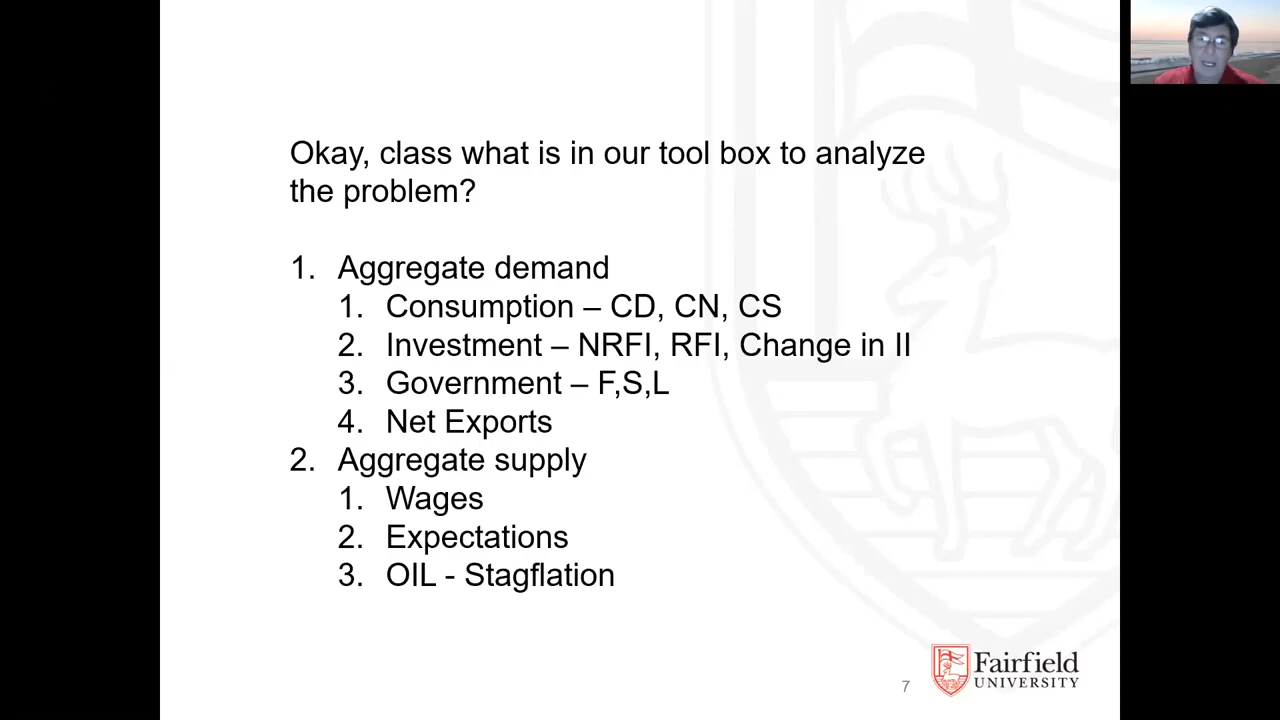 Okay, class what is in our tool box to analyze
the problem?
1. Aggregate demand
1. Consumption – CD, CN, CS
2. Investment – NRFI, RFI, Change in II
3. Government – F,S,L
4. Net Exports
2. Aggregate supply
1. Wages
2. Expectations
3. OIL - Stagflation
7
Fairfield
UNIVERSITY